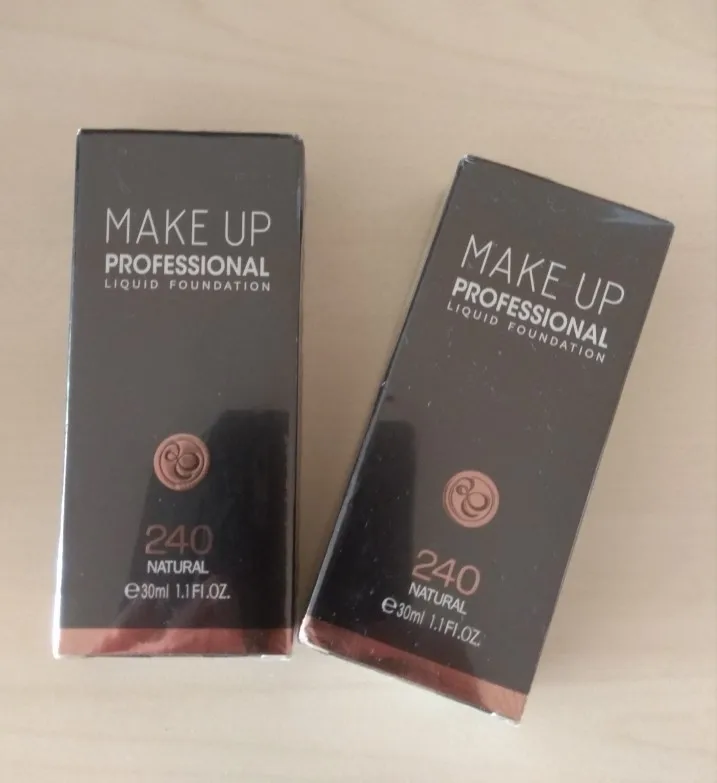 MAKE UP
PROFESSIONAL
LIQUID FOUNDATION
240
NATURAL
℮30ml 1.1Fl.OZ.
MAKE UP
PROFESSIONAL
LIQUID FOUNDATION
240
NATURAL
℮30ml 1.1Fl.OZ.